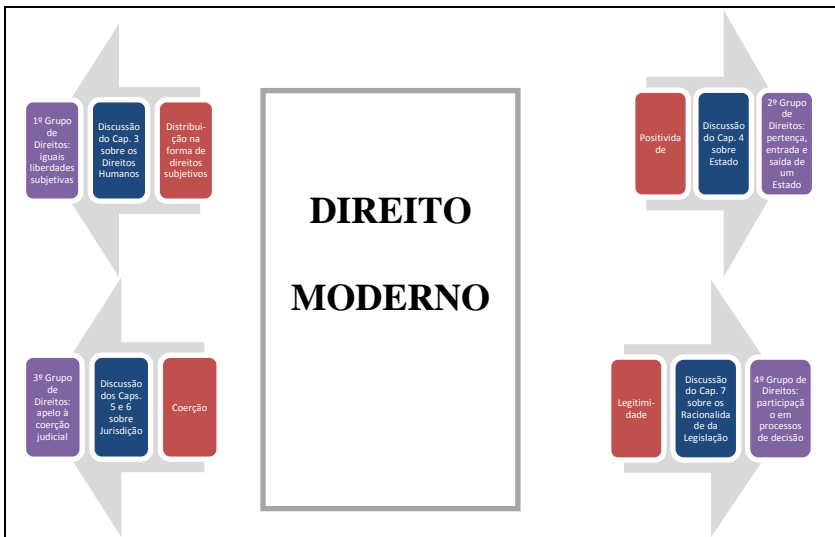 1º Grupo
de
Direitos:
iguais
liberdades
subjetivas
Discussão
do Cap. 3
sobre os
Direitos
Humanos
Distribui-
ção na
forma de
direitos
subjetivos
DIREITO
MODERNO
Positivida
de
Discussão
do Cap. 4
sobre
Estado
2º Grupo
de
Direitos:
pertença,
entrada e
saída de
um
Estado
3º Grupo
de
Direitos:
apelo à
coerção
judicial
Discussão
dos Caps.
5 e 6
sobre
Jurisdição
Coerção
Legitimi-
dade
Discussão
do Cap. 7
sobre os
Racionalida
de da
Legislação
4º Grupo de
Direitos:
participaçã
o em
processos
de decisão